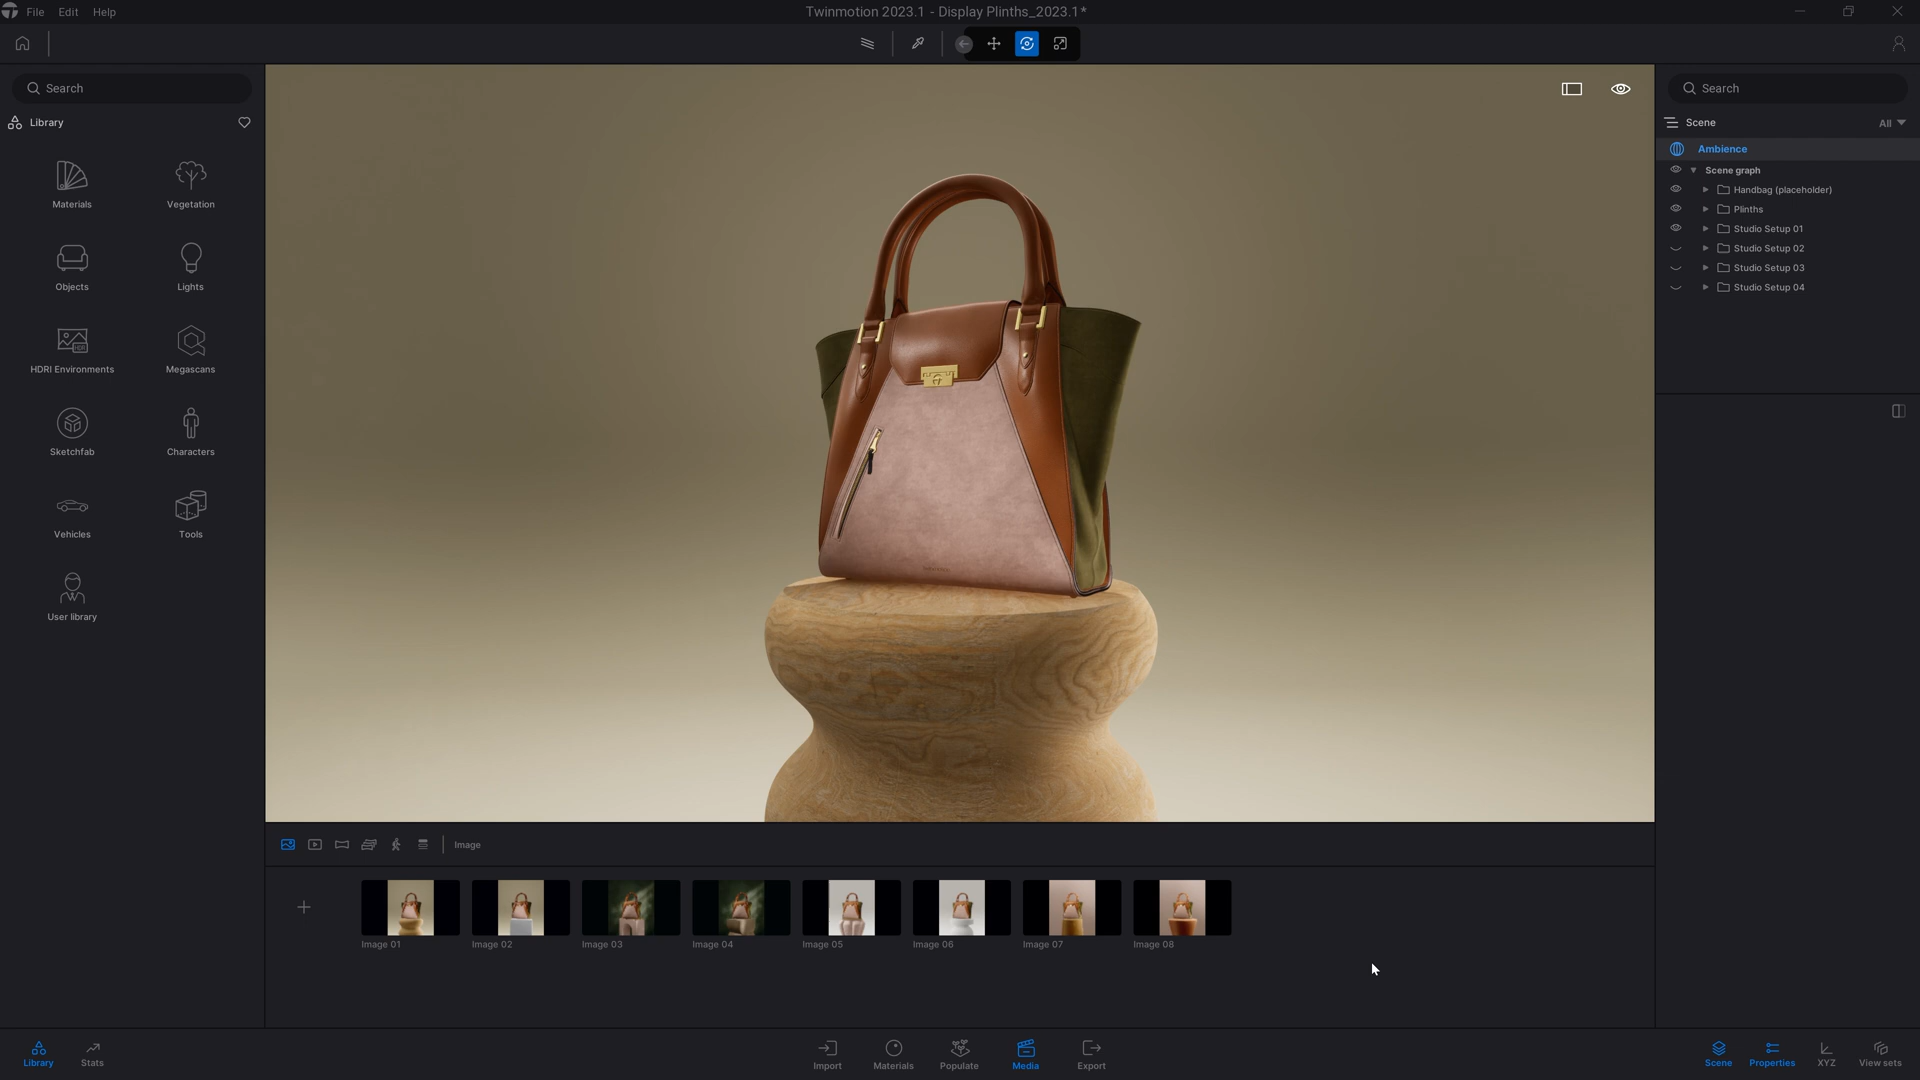 File Edit Help
Twinmotion 2023.1 - Display Plinths_2023.1*
Search
Library
Materials
Vegetation
Objects
Lights
HDRI Environments
HDRI
Megascans
Sketchfab
Characters
Vehicles
Tools
User library
Search
Scene
All
Ambience
Scene graph
Handbag (placeholder)
Plinths
Studio Setup 01
Studio Setup 02
Studio Setup 03
Studio Setup 04
Image
Image 01
Image 02
Image 03
Image 04
Image 05
Image 06
Image 07
Image 08
Library
Stats
Import
Materials
Populate
Media
Export
Scene
Properties
XYZ
View sets